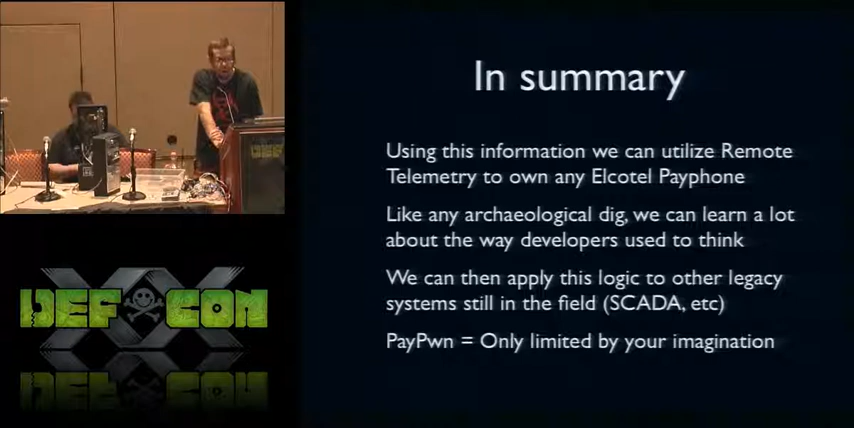 In summary
Using this information we can utilize Remote
Telemetry to own any Elcotel Payphone
Like any archaeological dig, we can learn a lot
about the way developers used to think
We can then apply this logic to other legacy
systems still in the field (SCADA, etc)
PayPwn = Only limited by your imagination
DEF CON
XX